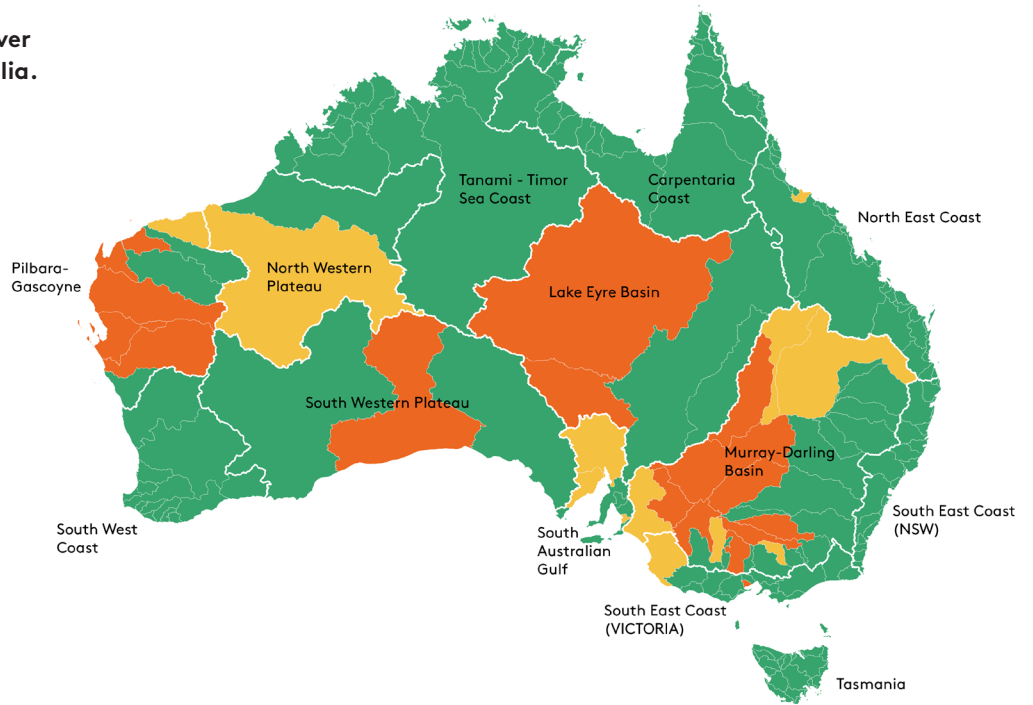 ver
lia.
Tanami - Timor
Sea Coast
Carpentaria
Coast
North East Coast
Pilbara-
Gascoyne
North Western
Plateau
Lake Eyre Basin
South Western Plateau
Murray-Darling
Basin
South West
Coast
South
Australian
Gulf
South East Coast
(NSW)
South East Coast
(VICTORIA)
Tasmania